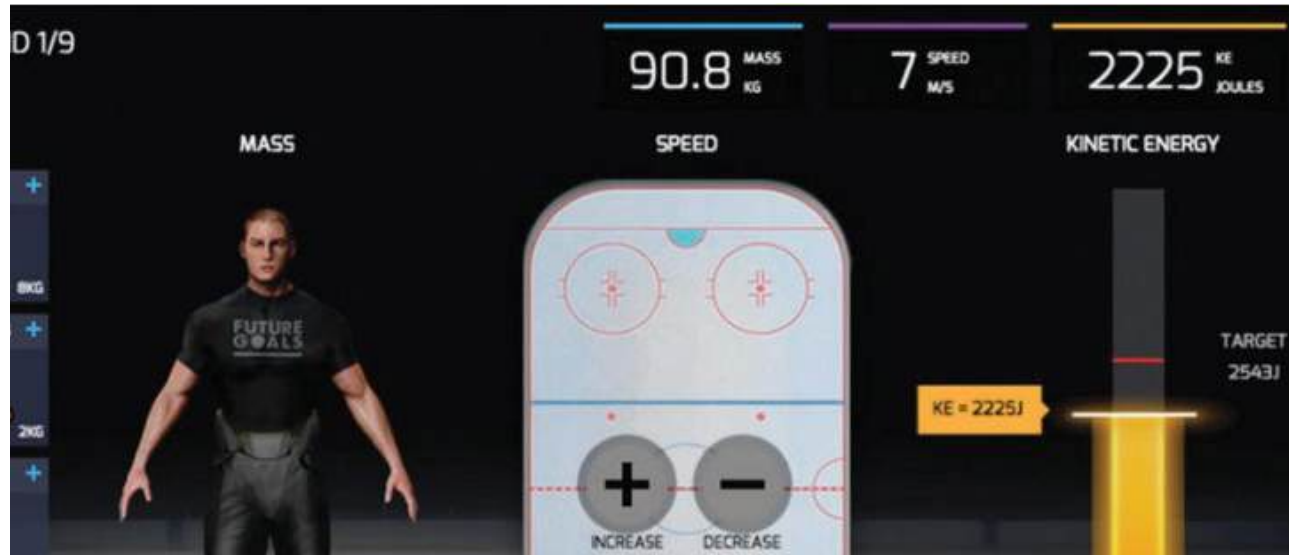 D 1/9
90.8 MASS KG
7 SPEED M/S
2225 KE JOULES
MASS
SPEED
KINETIC ENERGY
8KG
FUTURE
GOALS
TARGET
2543J
KE = 2225J
2KG
+
-
INCREASE
DECREASE